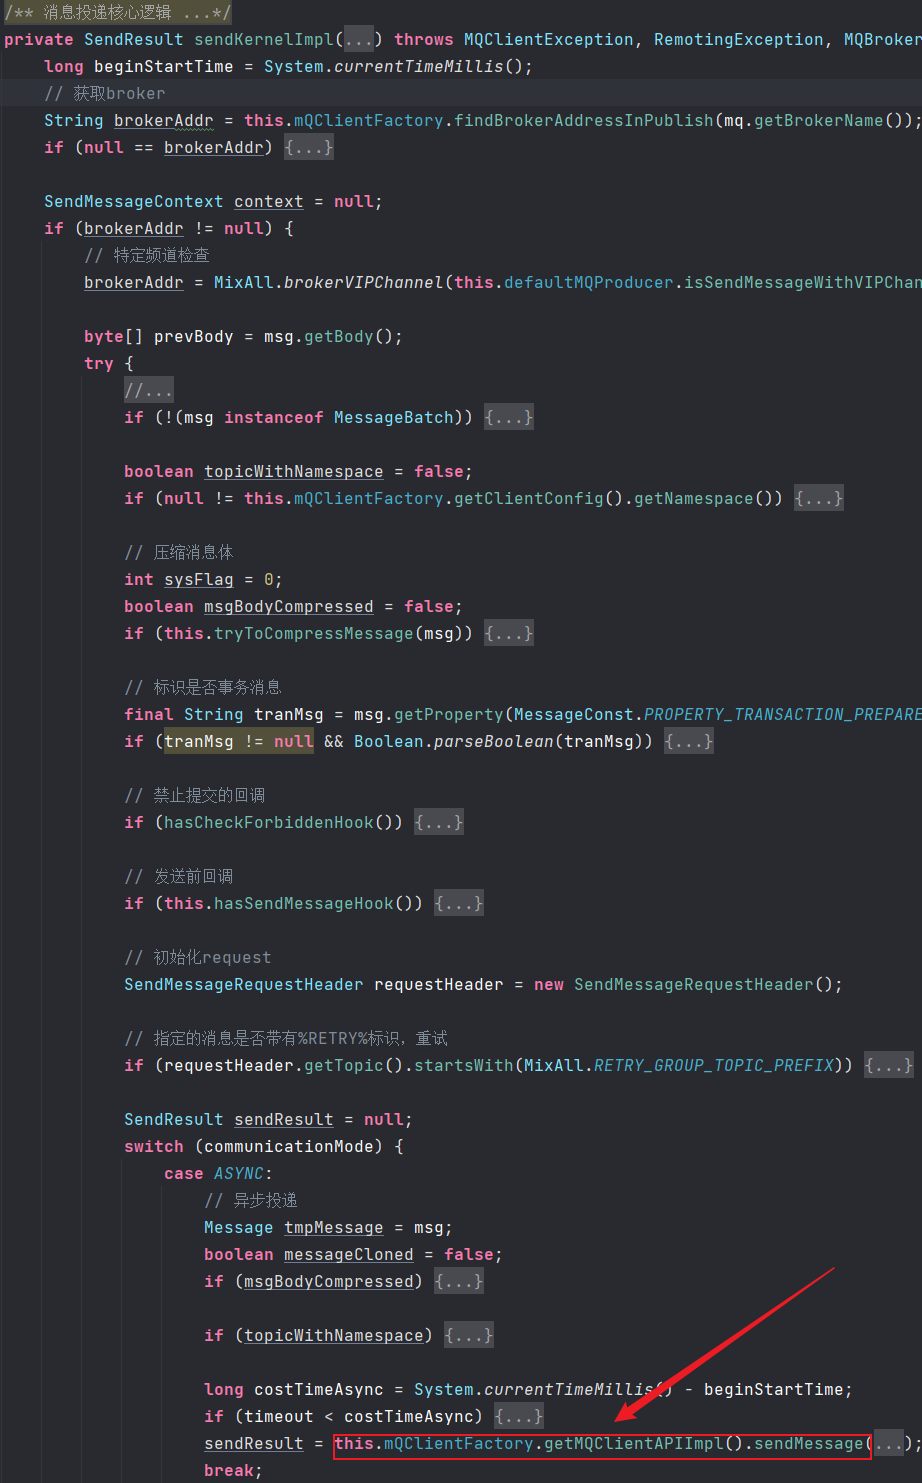 /** 消息投递核心逻辑 ...*/
private SendResult sendKernelImpl(...) throws MQClientException, RemotingException, MQBroker
long beginStartTime = System.currentTimeMillis();
// 获取broker
String brokerAddr = this.mQClientFactory.findBrokerAddressInPublish(mq.getBrokerName());
if (null == brokerAddr) {...}
SendMessageContext context = null;
if (brokerAddr != null) {
// 特定频道检查
brokerAddr = MixAll.brokerVIPChannel(this.defaultMQProducer.isSendMessageWithVIPChan
byte[] prevBody = msg.getBody();
try {
//...
if (!(msg instanceof MessageBatch)) {...}
boolean topicWithNamespace = false;
if (null != this.mQClientFactory.getClientConfig().getNamespace()) {...}
// 压缩消息体
int sysFlag = 0;
boolean msgBodyCompressed = false;
if (this.tryToCompressMessage(msg)) {...}
// 标识是否事务消息
final String tranMsg = msg.getProperty(MessageConst.PROPERTY_TRANSACTION_PREPARE
if (tranMsg != null && Boolean.parseBoolean(tranMsg)) {...}
// 禁止提交的回调
if (hasCheckForbiddenHook()) {...}
// 发送前回调
if (this.hasSendMessageHook()) {...}
// 初始化request
SendMessageRequestHeader requestHeader = new SendMessageRequestHeader();
// 指定的消息是否带有%RETRY%标识，重试
if (requestHeader.getTopic().startsWith(MixAll.RETRY_GROUP_TOPIC_PREFIX)) {...}
SendResult sendResult = null;
switch (communicationMode) {
case ASYNC:
// 异步投递
Message tmpMessage = msg;
boolean messageCloned = false;
if (msgBodyCompressed) {...}
if (topicWithNamespace) {...}
long costTimeAsync = System.currentTimeMillis() - beginStartTime;
if (timeout < costTimeAsync) {...}
sendResult = this.mQClientFactory.getMQClientAPIImpl().sendMessage(...);
break;